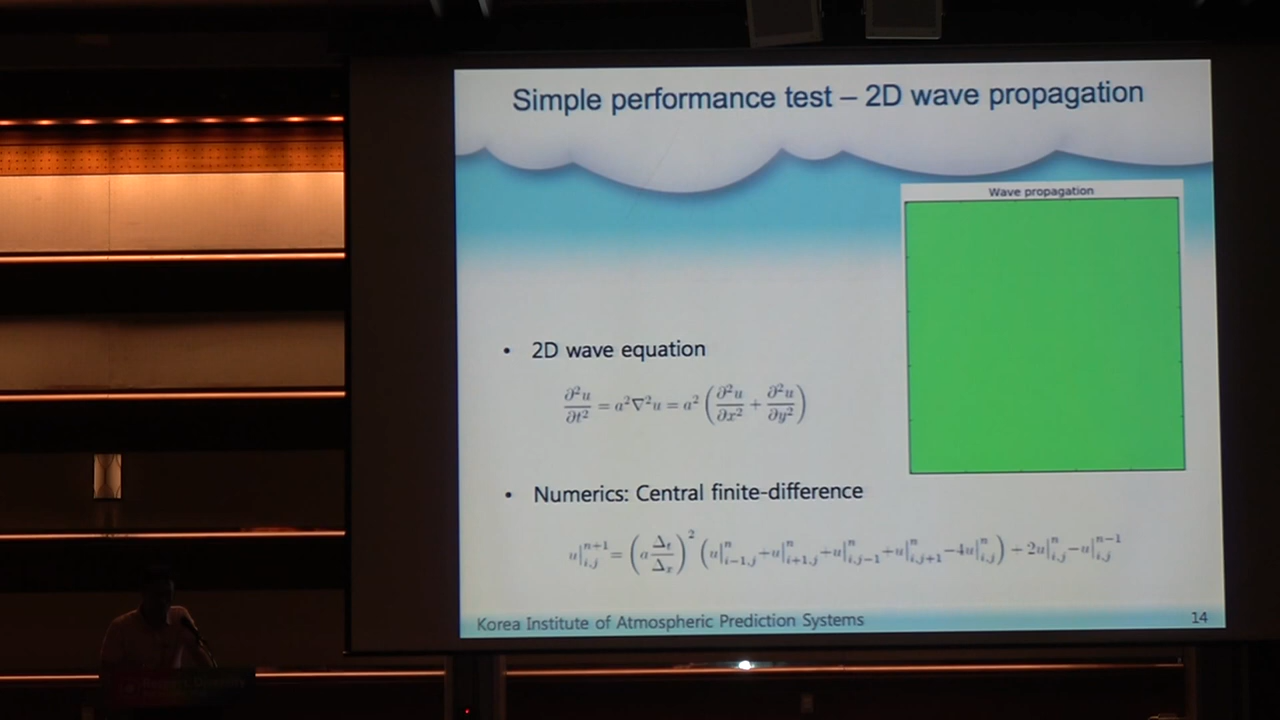 Simple performance test – 2D wave propagation
Wave propagation
• 2D wave equation
∂²u/∂t² = a²∇²u = a² (∂²u/∂x² + ∂²u/∂y²)
• Numerics: Central finite-difference
u|ⁿ⁺¹ᵢ,ⱼ = (a Δₜ/Δₓ)² (u|ⁿᵢ₋₁,ⱼ + u|ⁿᵢ₊₁,ⱼ + u|ⁿᵢ,ⱼ₋₁ + u|ⁿᵢ,ⱼ₊₁ − 4u|ⁿᵢ,ⱼ) + 2u|ⁿᵢ,ⱼ − u|ⁿ⁻¹ᵢ,ⱼ
Korea Institute of Atmospheric Prediction Systems
14